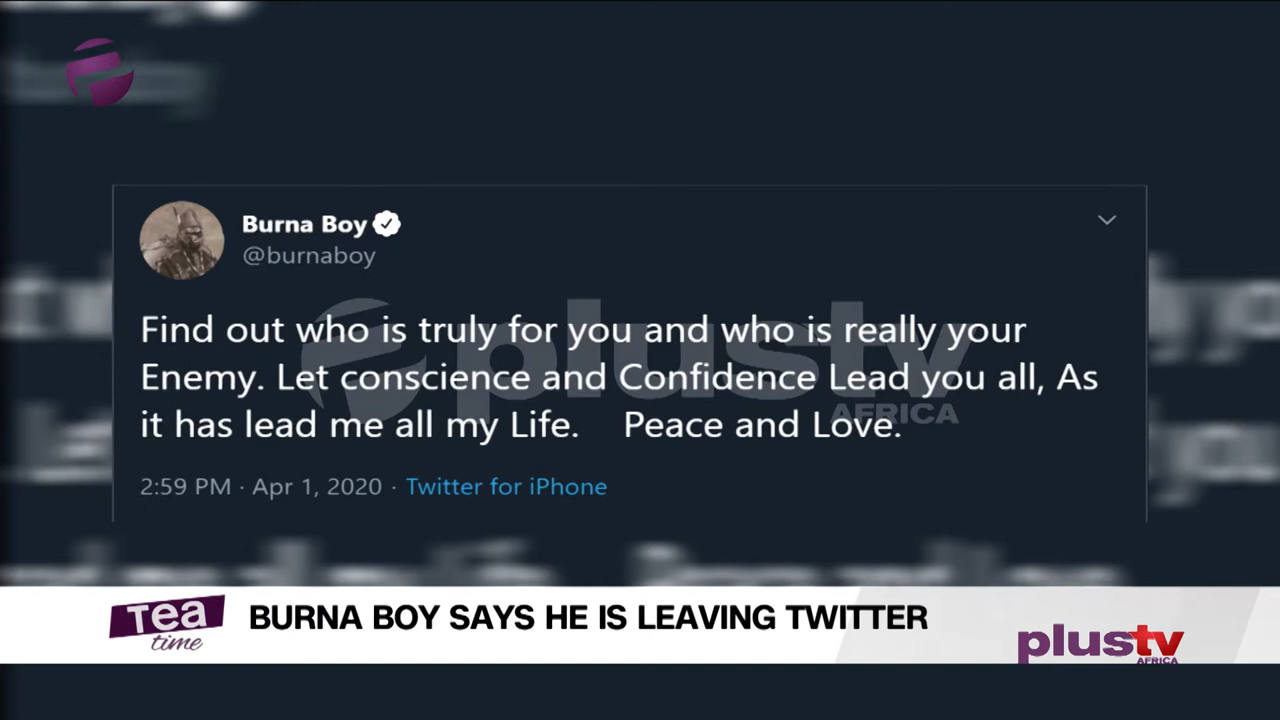 Burna Boy
@burnaboy
Find out who is truly for you and who is really your
Enemy. Let conscience and Confidence Lead you all, As
it has lead me all my Life. Peace and Love.
2:59 PM · Apr 1, 2020 · Twitter for iPhone
plustv
AFRICA
Tea
time
BURNA BOY SAYS HE IS LEAVING TWITTER
plustv
AFRICA